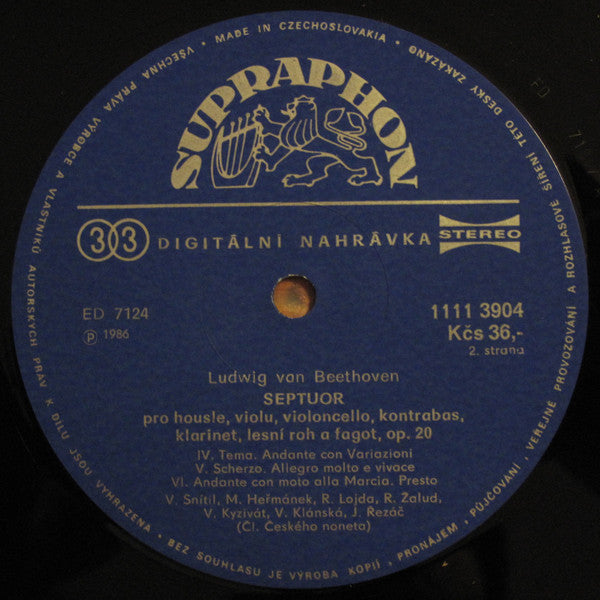 MADE IN CZECHOSLOVAKIA • VŠECHNA PRÁVA VÝROBCE A VLASTNÍKŮ AUTORSKÝCH PRÁV K DÍLU JSOU VYHRAZENA • BEZ SOUHLASU JE VÝROBA KOPIÍ, PRONÁJEM, PŮJČOVÁNÍ, VEŘEJNÉ PROVOZOVÁNÍ A ROZHLASOVÉ ŠÍŘENÍ TÉTO DESKY ZAKÁZÁNO •
SUPRAPHON
33 DIGITÁLNÍ NAHRÁVKA STEREO
ED 7124 1111 3904
Ⓟ 1986 Kčs 36,-
2. strana
Ludwig van Beethoven
SEPTUOR
pro housle, violu, violoncello, kontrabas,
klarinet, lesní roh a fagot, op. 20
IV. Tema. Andante con Variazioni
V. Scherzo. Allegro molto e vivace
VI. Andante con moto alla Marcia. Presto
V. Snítil, M. Heřmánek, R. Lojda, R. Žalud,
V. Kyzivát, V. Klánská, J. Řezáč
(Čl. Českého noneta)
ED 71